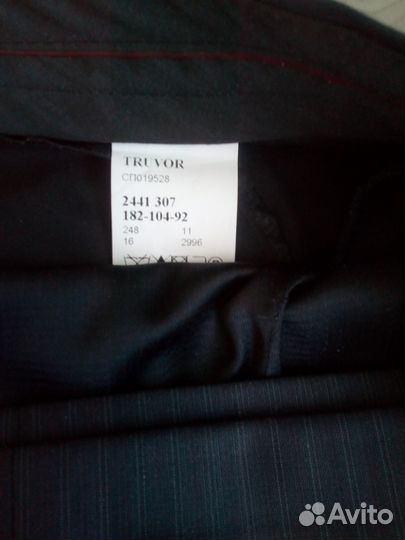 TRUVOR
СП019528
2441 307
182-104-92
248 11
16 2996
Avito